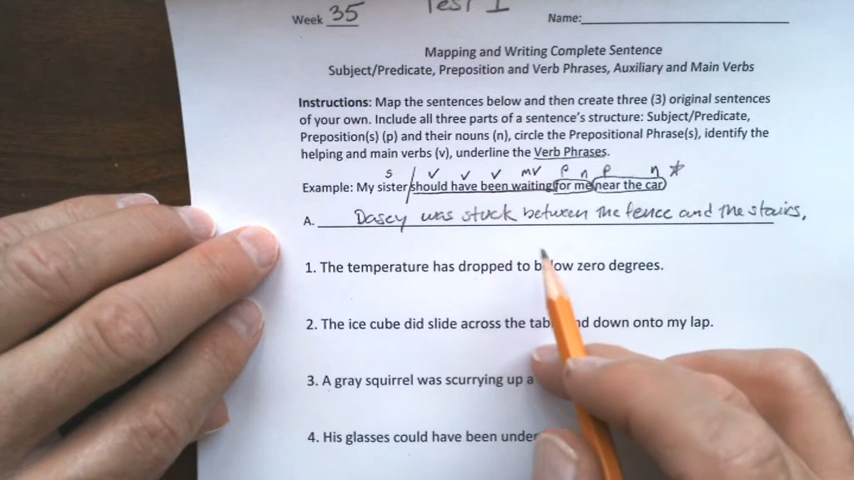 Week 35 Test 1 Name:
Mapping and Writing Complete Sentence
Subject/Predicate, Preposition and Verb Phrases, Auxiliary and Main Verbs
Instructions: Map the sentences below and then create three (3) original sentences
of your own. Include all three parts of a sentence's structure: Subject/Predicate,
Preposition(s) (p) and their nouns (n), circle the Prepositional Phrase(s), identify the
helping and main verbs (v), underline the Verb Phrases.
s v v v mv p n p n
Example: My sister/should have been waiting for me near the car
A. Dasey was stuck between the fence and the stairs.
1. The temperature has dropped to below zero degrees.
2. The ice cube did slide across the tab nd down onto my lap.
3. A gray squirrel was scurrying up a
4. His glasses could have been unde